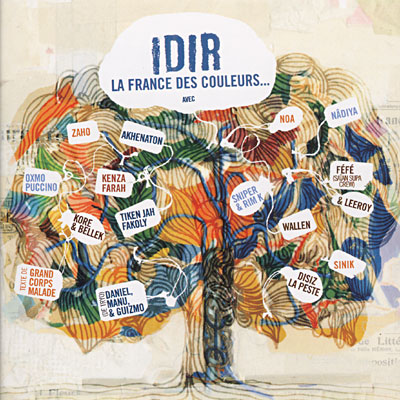 IDIR
LA FRANCE DES COULEURS...
AVEC
ZAHO
AKHENATON
NOA
NÂDIYA
OXMO
PUCCINO
KENZA
FARAH
SNIPER
& RIM K
FÉFÉ
(SAÏAN SUPA
CREW)
& LEEROY
KORE
& BELLEK
TIKEN JAH
FAKOLY
WALLEN
SINIK
TEXTE DE
GRAND
CORPS
MALADE
(DE TRYO)
DANIEL,
MANU,
& GUIZMO
DISIZ
LA PESTE